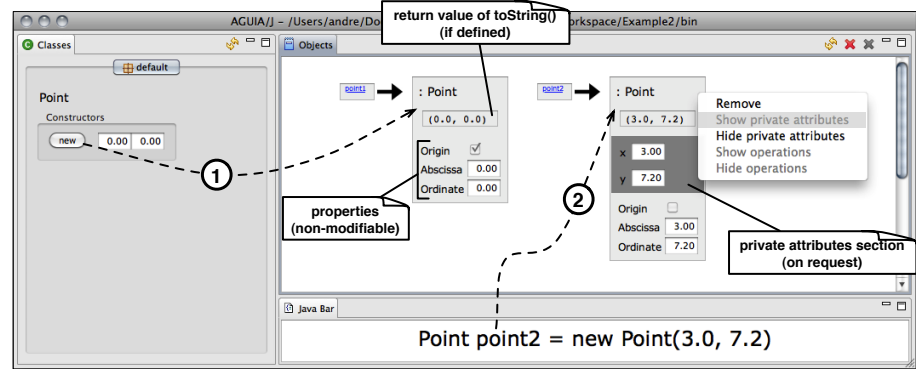 AGUIA/J - /Users/andre/Do
orkspace/Example2/bin
return value of toString()
(if defined)
Classes
default
Point
Constructors
new 0.00 0.00
1
Objects
point1
: Point
(0.0, 0.0)
Origin
Abscissa 0.00
Ordinate 0.00
properties
(non-modifiable)
2
point2
: Point
(3.0, 7.2)
x 3.00
y 7.20
Origin
Abscissa 3.00
Ordinate 7.20
Remove
Show private attributes
Hide private attributes
Show operations
Hide operations
private attributes section
(on request)
Java Bar
Point point2 = new Point(3.0, 7.2)